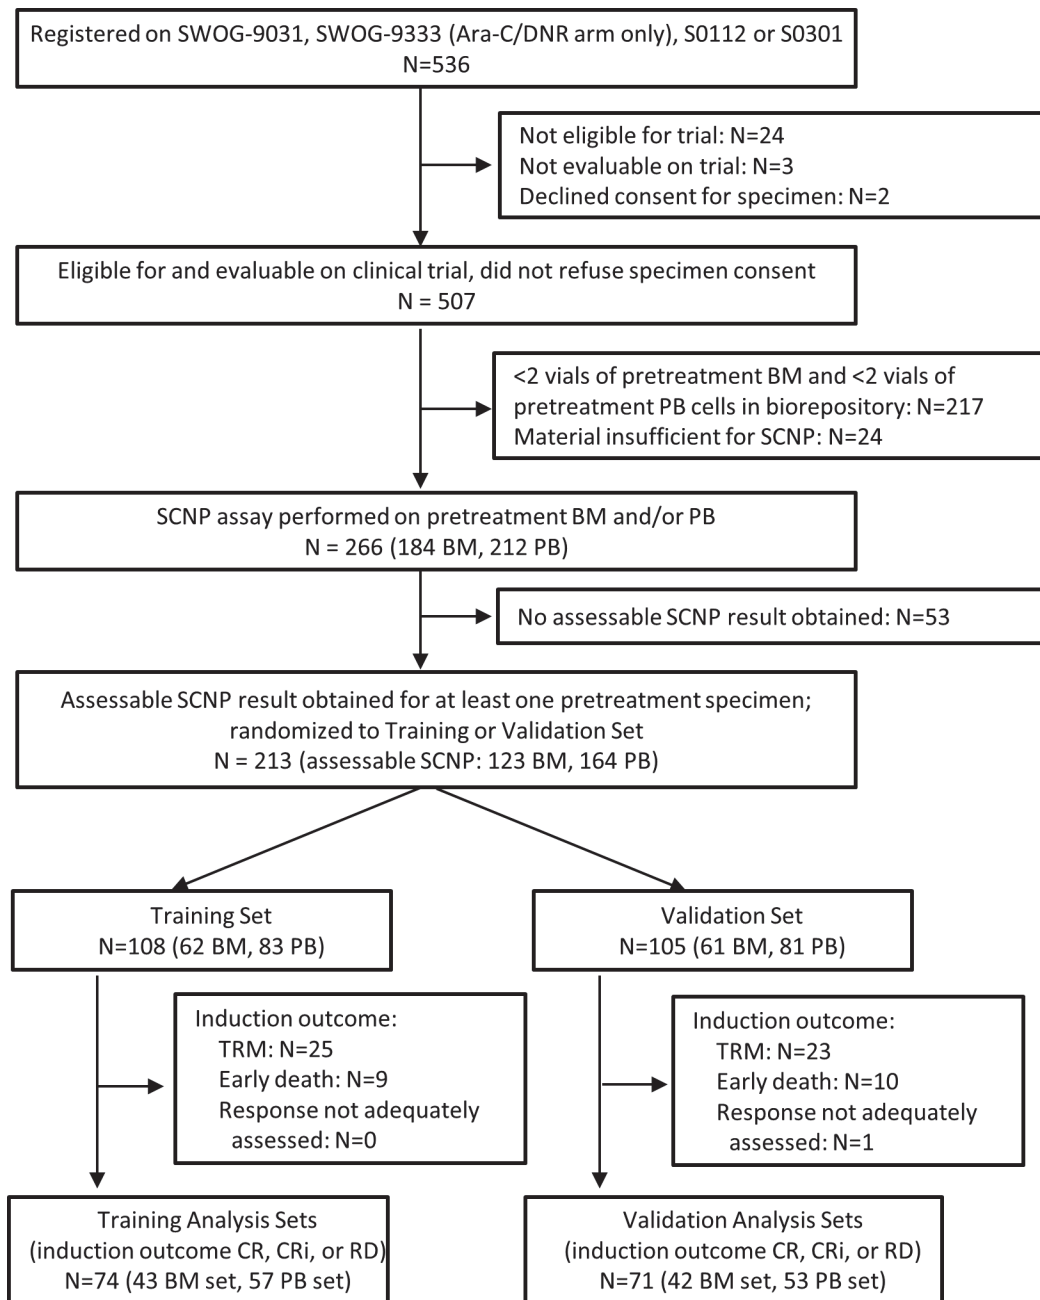 Registered on SWOG-9031, SWOG-9333 (Ara-C/DNR arm only), S0112 or S0301
N=536
Not eligible for trial: N=24
Not evaluable on trial: N=3
Declined consent for specimen: N=2
Eligible for and evaluable on clinical trial, did not refuse specimen consent
N = 507
<2 vials of pretreatment BM and <2 vials of
pretreatment PB cells in biorepository: N=217
Material insufficient for SCNP: N=24
SCNP assay performed on pretreatment BM and/or PB
N = 266 (184 BM, 212 PB)
No assessable SCNP result obtained: N=53
Assessable SCNP result obtained for at least one pretreatment specimen;
randomized to Training or Validation Set
N = 213 (assessable SCNP: 123 BM, 164 PB)
Training Set
N=108 (62 BM, 83 PB)
Validation Set
N=105 (61 BM, 81 PB)
Induction outcome:
TRM: N=25
Early death: N=9
Response not adequately
assessed: N=0
Induction outcome:
TRM: N=23
Early death: N=10
Response not adequately
assessed: N=1
Training Analysis Sets
(induction outcome CR, CRi, or RD)
N=74 (43 BM set, 57 PB set)
Validation Analysis Sets
(induction outcome CR, CRi, or RD)
N=71 (42 BM set, 53 PB set)